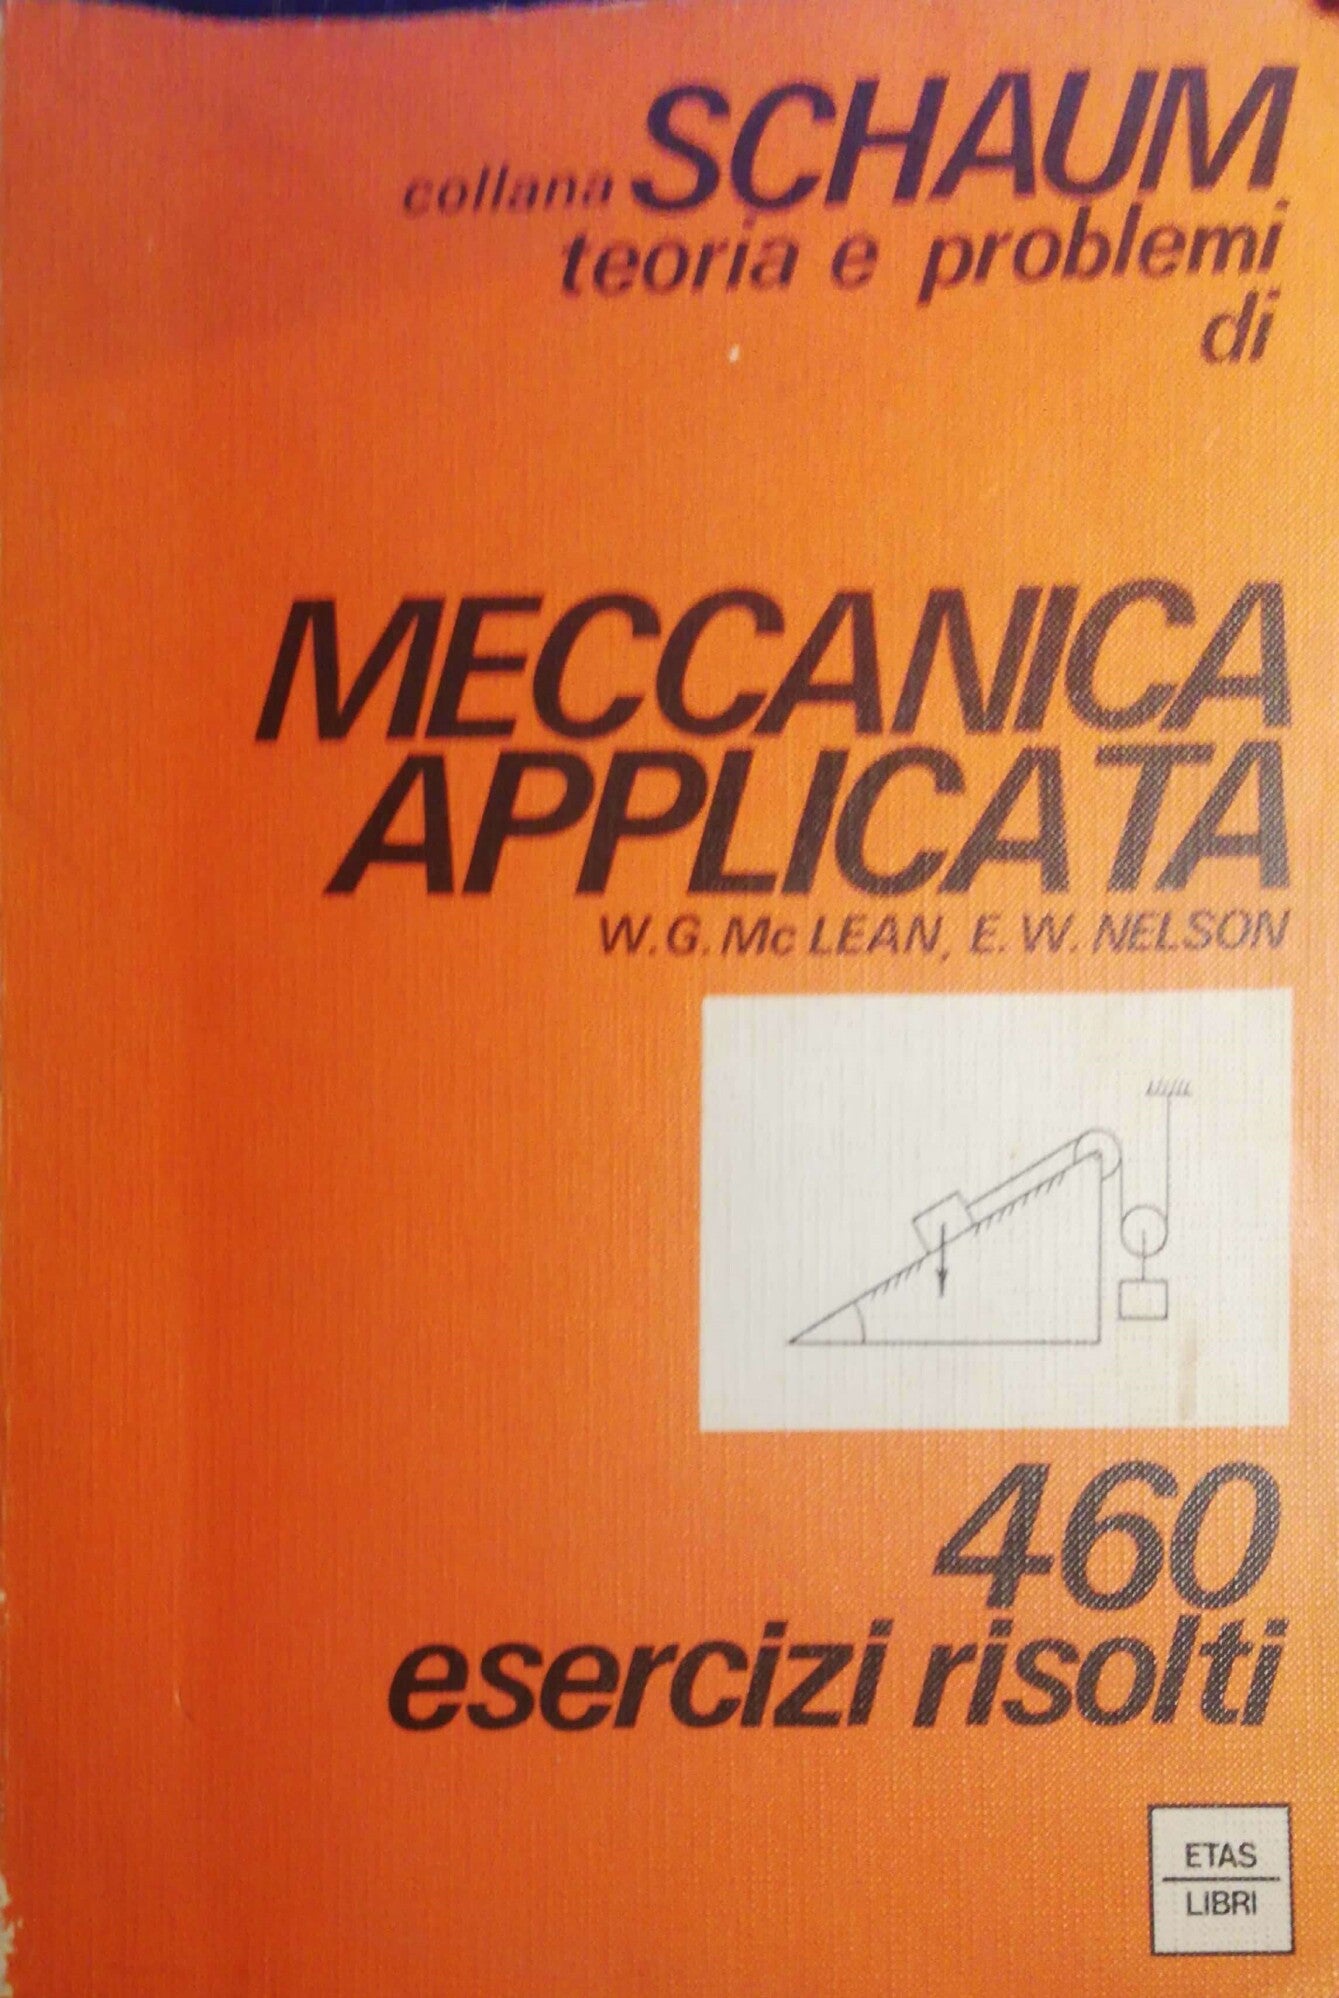 collana SCHAUM
teoria e problemi
di
MECCANICA
APPLICATA
W.G. Mc LEAN, E. W. NELSON
460
esercizi risolti
ETAS
LIBRI